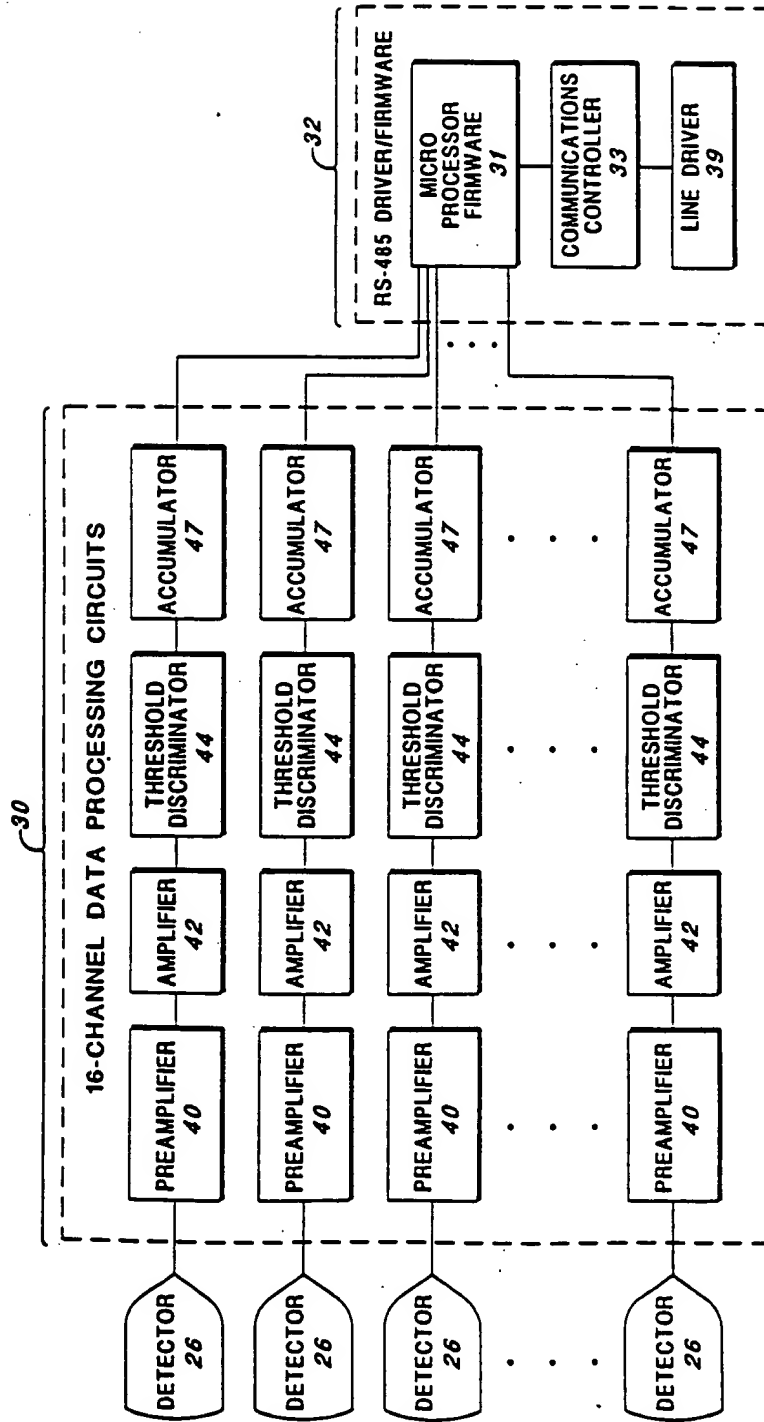 30
16-CHANNEL DATA PROCESSING CIRCUITS
32
RS-485 DRIVER/FIRMWARE
DETECTOR
26
PREAMPLIFIER
40
AMPLIFIER
42
THRESHOLD
DISCRIMINATOR
44
ACCUMULATOR
47
DETECTOR
26
PREAMPLIFIER
40
AMPLIFIER
42
THRESHOLD
DISCRIMINATOR
44
ACCUMULATOR
47
DETECTOR
26
PREAMPLIFIER
40
AMPLIFIER
42
THRESHOLD
DISCRIMINATOR
44
ACCUMULATOR
47
DETECTOR
26
PREAMPLIFIER
40
AMPLIFIER
42
THRESHOLD
DISCRIMINATOR
44
ACCUMULATOR
47
MICRO
PROCESSOR
FIRMWARE
31
COMMUNICATIONS
CONTROLLER
33
LINE DRIVER
39